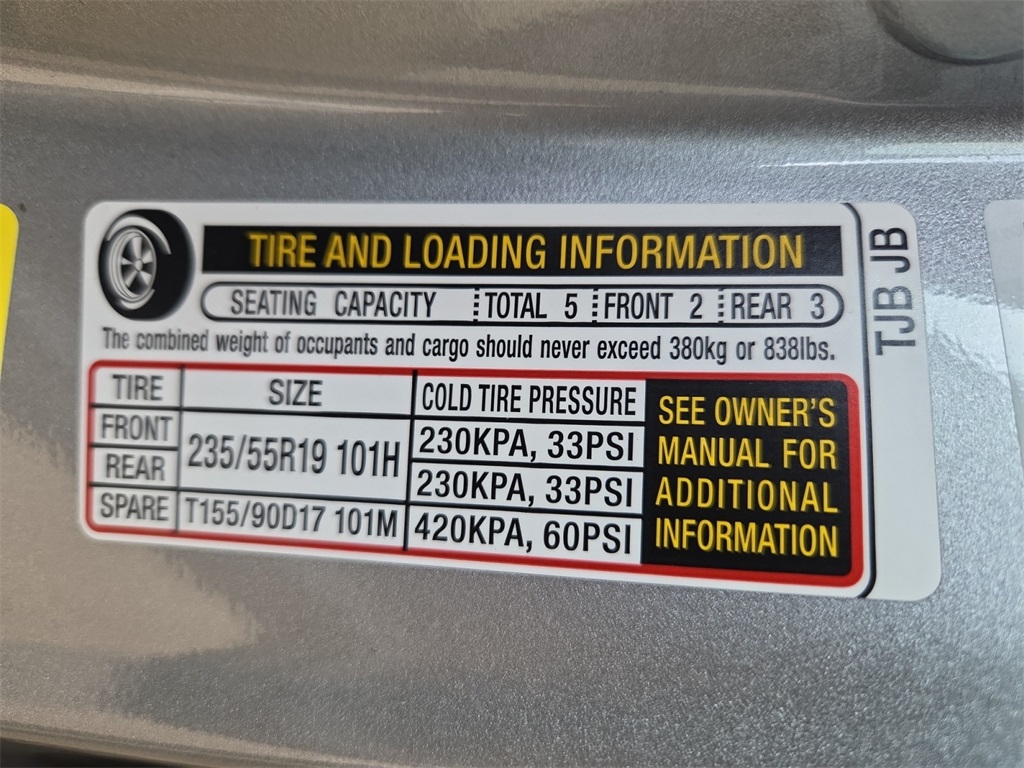 TIRE AND LOADING INFORMATION
SEATING CAPACITY TOTAL 5 FRONT 2 REAR 3
The combined weight of occupants and cargo should never exceed 380kg or 838lbs.
TIRE SIZE COLD TIRE PRESSURE
FRONT 235/55R19 101H 230KPA, 33PSI
REAR 230KPA, 33PSI
SPARE T155/90D17 101M 420KPA, 60PSI
SEE OWNER'S
MANUAL FOR
ADDITIONAL
INFORMATION
TJB JB